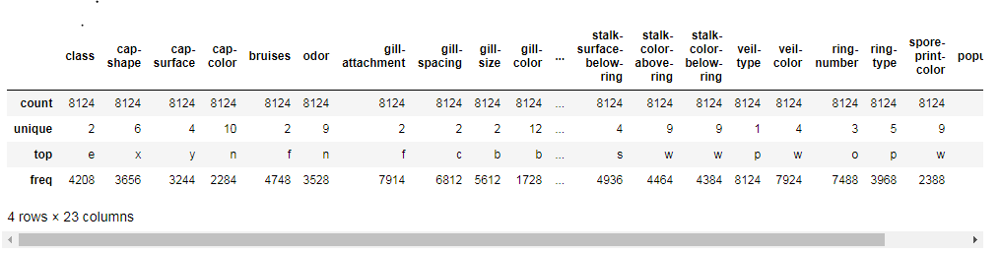 stalk- stalk- stalk- spore-
cap- cap- cap- gill- gill- gill- gill- surface- color- color- veil- veil- ring- ring-
class bruises odor ... print- popu
shape surface color attachment spacing size color below- above- below- type color number type
color
ring ring ring
count 8124 8124 8124 8124 8124 8124 8124 8124 8124 8124 ... 8124 8124 8124 8124 8124 8124 8124 8124
unique 2 6 4 10 2 9 2 2 2 12 ... 4 9 9 1 4 3 5 9
top e x y n f n f c b b ... s w w p w o p w
freq 4208 3656 3244 2284 4748 3528 7914 6812 5612 1728 ... 4936 4464 4384 8124 7924 7488 3968 2388
4 rows × 23 columns